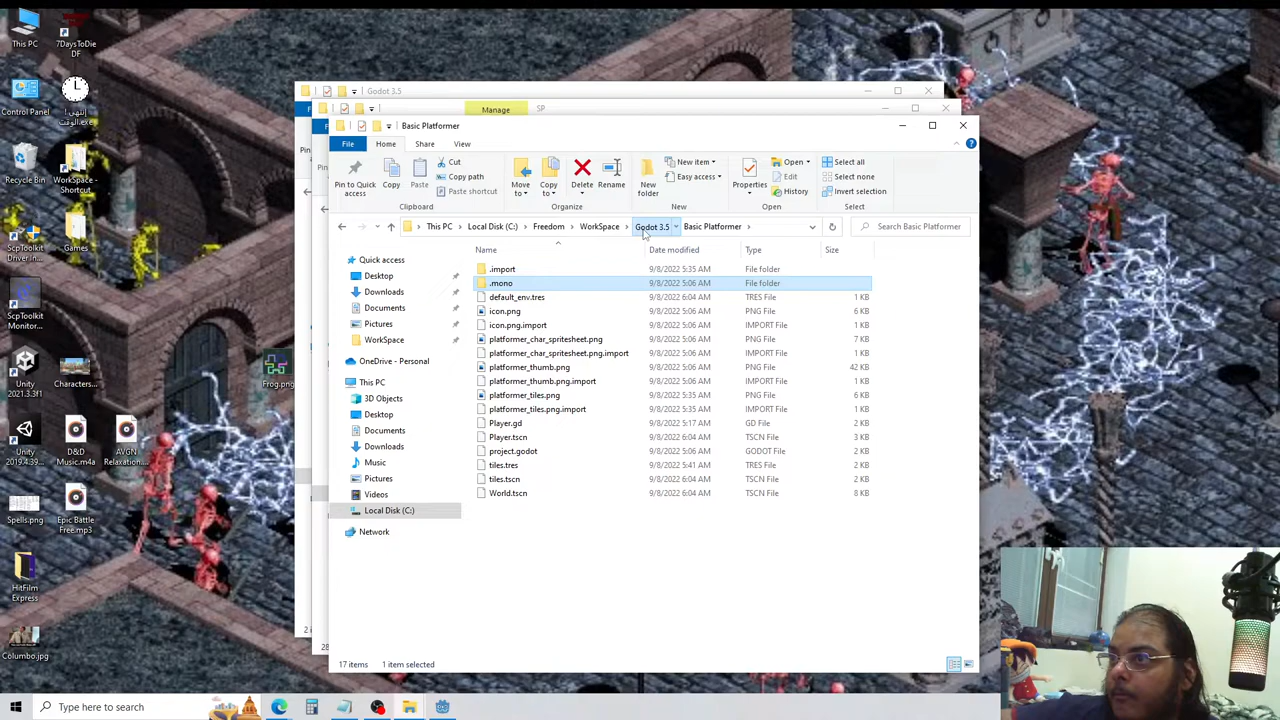 This PC
7DaysToDie
DF
Control Panel
إنتهى
الوقت.exe
Recycle Bin
WorkSpace -
Shortcut
ScpToolkit
Driver In...
Games
ScpToolkit
Monitor...
Unity
2021.3.3f1
Characters...
Frog.png
Unity
2019.4.39...
D&D
Music.m4a
AVGN
Relaxation...
Spells.png
Epic Battle
Free.mp3
HitFilm
Express
Columbo.jpg
Godot 3.5
Manage
SP
Basic Platformer
File
Home
Share
View
Pin to Quick
access
Copy
Paste
Cut
Copy path
Paste shortcut
Clipboard
Move
to
Copy
to
Delete
Rename
Organize
New
folder
New item
Easy access
New
Properties
Open
Edit
History
Open
Select all
Select none
Invert selection
Select
This PC
Local Disk (C:)
Freedom
WorkSpace
Godot 3.5
Basic Platformer
Search Basic Platformer
Name
Date modified
Type
Size
Quick access
Desktop
Downloads
Documents
Pictures
WorkSpace
OneDrive - Personal
This PC
3D Objects
Desktop
Documents
Downloads
Music
Pictures
Videos
Local Disk (C:)
Network
.import 9/8/2022 5:35 AM File folder
.mono 9/8/2022 5:06 AM File folder
default_env.tres 9/8/2022 6:04 AM TRES File 1 KB
icon.png 9/8/2022 5:06 AM PNG File 6 KB
icon.png.import 9/8/2022 5:06 AM IMPORT File 1 KB
platformer_char_spritesheet.png 9/8/2022 5:06 AM PNG File 7 KB
platformer_char_spritesheet.png.import 9/8/2022 5:06 AM IMPORT File 1 KB
platformer_thumb.png 9/8/2022 5:06 AM PNG File 42 KB
platformer_thumb.png.import 9/8/2022 5:06 AM IMPORT File 1 KB
platformer_tiles.png 9/8/2022 5:35 AM PNG File 6 KB
platformer_tiles.png.import 9/8/2022 5:35 AM IMPORT File 1 KB
Player.gd 9/8/2022 5:17 AM GD File 2 KB
Player.tscn 9/8/2022 6:04 AM TSCN File 3 KB
project.godot 9/8/2022 5:06 AM GODOT File 2 KB
tiles.tres 9/8/2022 5:41 AM TRES File 2 KB
tiles.tscn 9/8/2022 6:04 AM TSCN File 2 KB
World.tscn 9/8/2022 6:04 AM TSCN File 8 KB
17 items
1 item selected
Type here to search